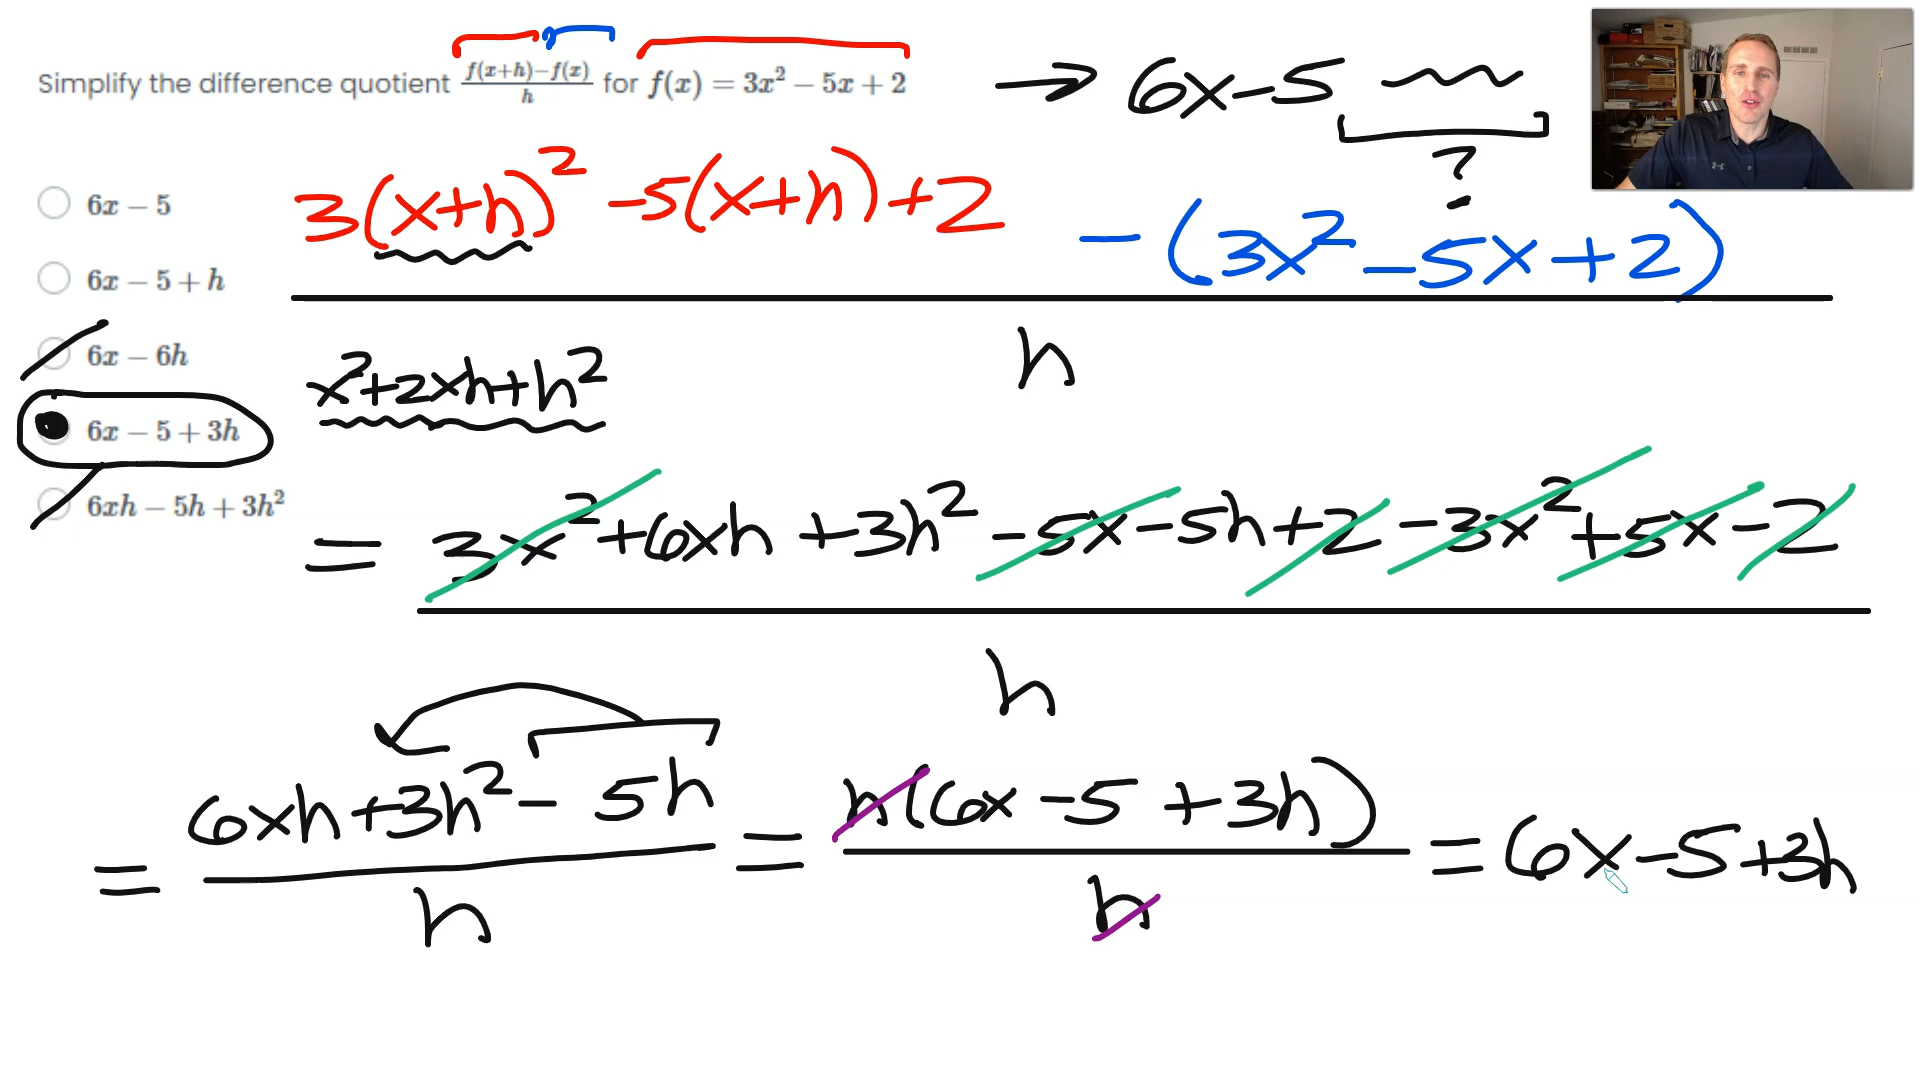 Simplify the difference quotient \frac{f(x+h)-f(x)}{h} for f(x) = 3x² − 5x + 2
→ 6x-5
?
6x − 5
6x − 5 + h
6x − 6h
6x − 5 + 3h
6xh − 5h + 3h²
3(x+h)² -5(x+h)+2
-(3x²-5x+2)
h
x²+2xh+h²
= 3x²+6xh+3h²-5x-5h+2-3x²+5x-2
h
= 6xh+3h²-5h = h(6x-5+3h) = 6x-5+3h
h h